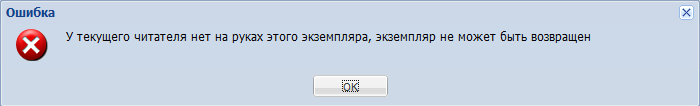 Ошибка
У текущего читателя нет на руках этого экземпляра, экземпляр не может быть возвращен
OK